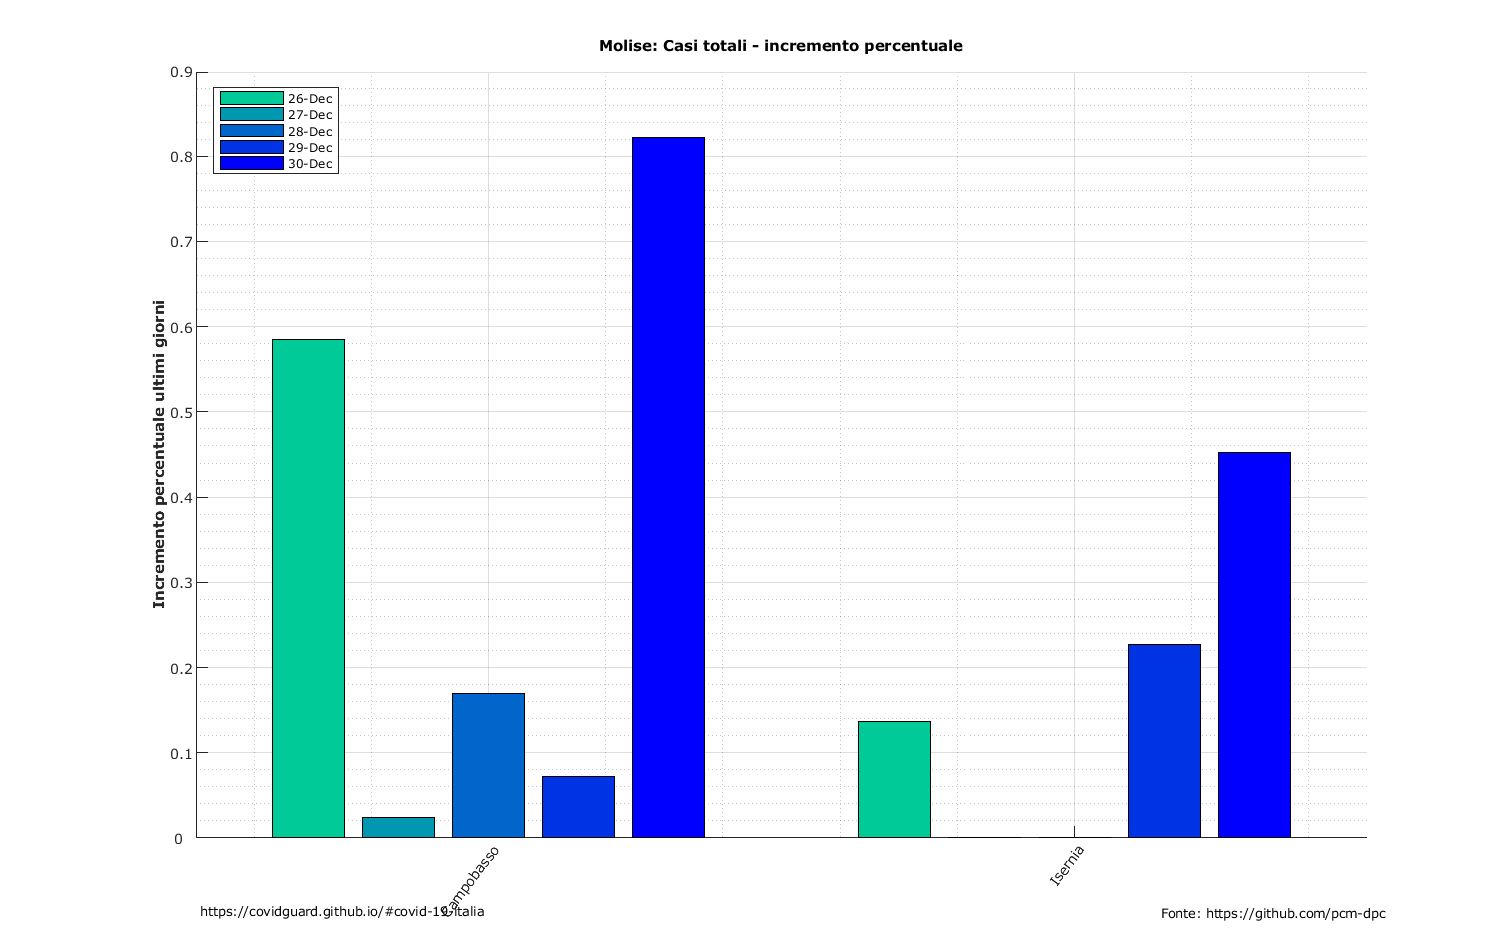 Molise: Casi totali - incremento percentuale
0.9
0.8
0.7
0.6
0.5
0.4
0.3
0.2
0.1
0
Incremento percentuale ultimi giorni
26-Dec
27-Dec
28-Dec
29-Dec
30-Dec
Campobasso
Isernia
https://covidguard.github.io/#covid-19-italia
Fonte: https://github.com/pcm-dpc